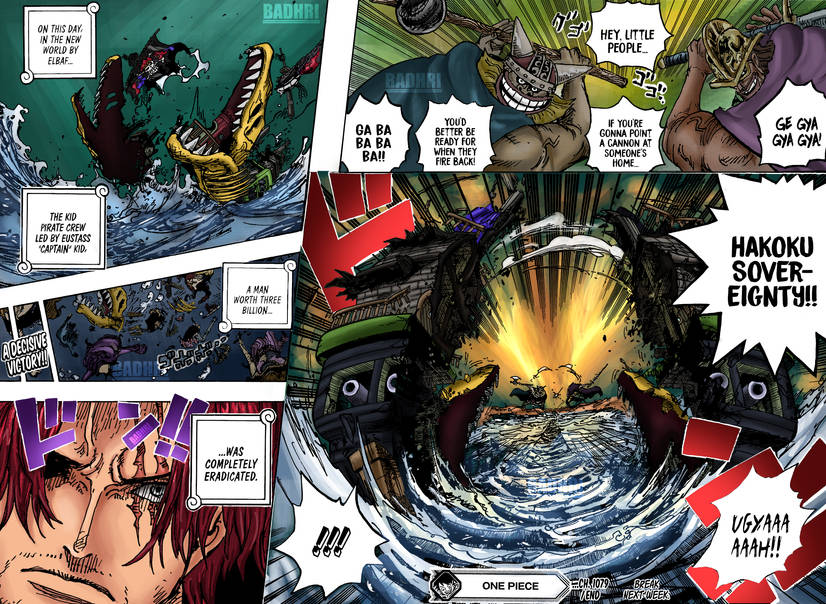 HEY, LITTLE
PEOPLE...
GE GYA
GYA GYA!
IF YOU'RE
GONNA POINT
A CANNON AT
SOMEONE'S
HOME...
YOU'D
BETTER BE
READY FOR
WHEN THEY
FIRE BACK!
GA BA
BA BA
BA!!
BADHRI
HAKOKU
SOVER-
EIGNTY!!
UGYAAA
AAAH!!
!!!
ON THIS DAY,
IN THE NEW
WORLD BY
ELBAF...
BADHRI
THE KID
PIRATE CREW
LED BY EUSTASS
"CAPTAIN" KID,
A MAN
WORTH THREE
BILLION...
BADHRI
A DECISIVE
VICTORY!!
ドン!!
...WAS
COMPLETELY
ERADICATED.
ONE PIECE
CH. 1079
/END
BREAK
NEXT WEEK